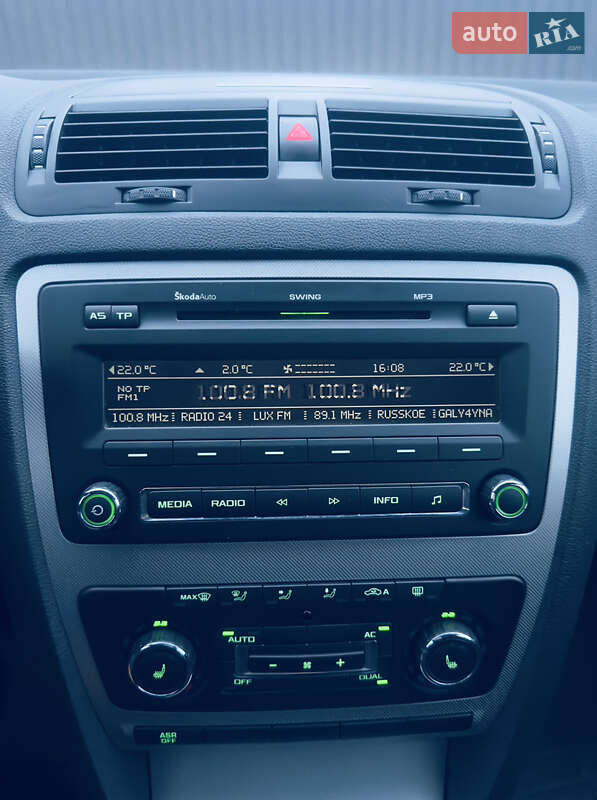 auto RIA .com
ŠkodaAuto SWING MP3
AS TP
22.0 °C 2.0 °C 16:08 22.0 °C
NO TP
FM1
100.8 FM 100.8 MHz
100.8 MHz RADIO 24 LUX FM 89.1 MHz RUSSKOE GALY4YNA
MEDIA RADIO INFO
MAX A
AUTO AC
OFF DUAL
ASR
OFF